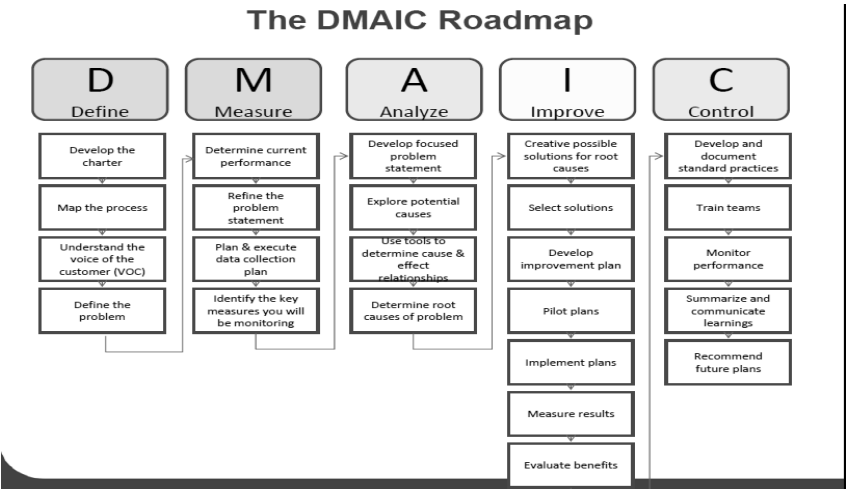 The DMAIC Roadmap
D
Define
Develop the
charter
Map the process
Understand the
voice of the
customer (VOC)
Define the
problem
M
Measure
Determine current
performance
Refine the
problem
statement
Plan & execute
data collection
plan
Identify the key
measures you will
be monitoring
A
Analyze
Develop focused
problem
statement
Explore potential
causes
Use tools to
determine cause &
effect
relationships
Determine root
causes of problem
I
Improve
Creative possible
solutions for root
causes
Select solutions
Develop
improvement plan
Pilot plans
Implement plans
Measure results
Evaluate benefits
C
Control
Develop and
document
standard practices
Train teams
Monitor
performance
Summarize and
communicate
learnings
Recommend
future plans